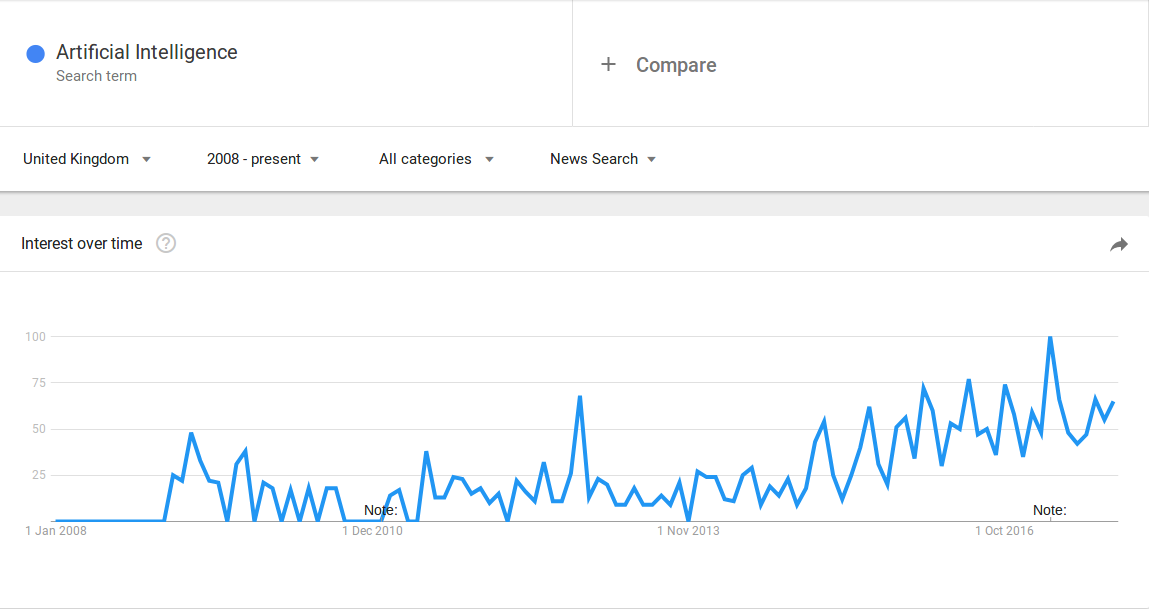 Artificial Intelligence
Search term
+ Compare
United Kingdom
2008 - present
All categories
News Search
Interest over time ?
100
75
50
25
Note:
Note:
1 Jan 2008
1 Dec 2010
1 Nov 2013
1 Oct 2016